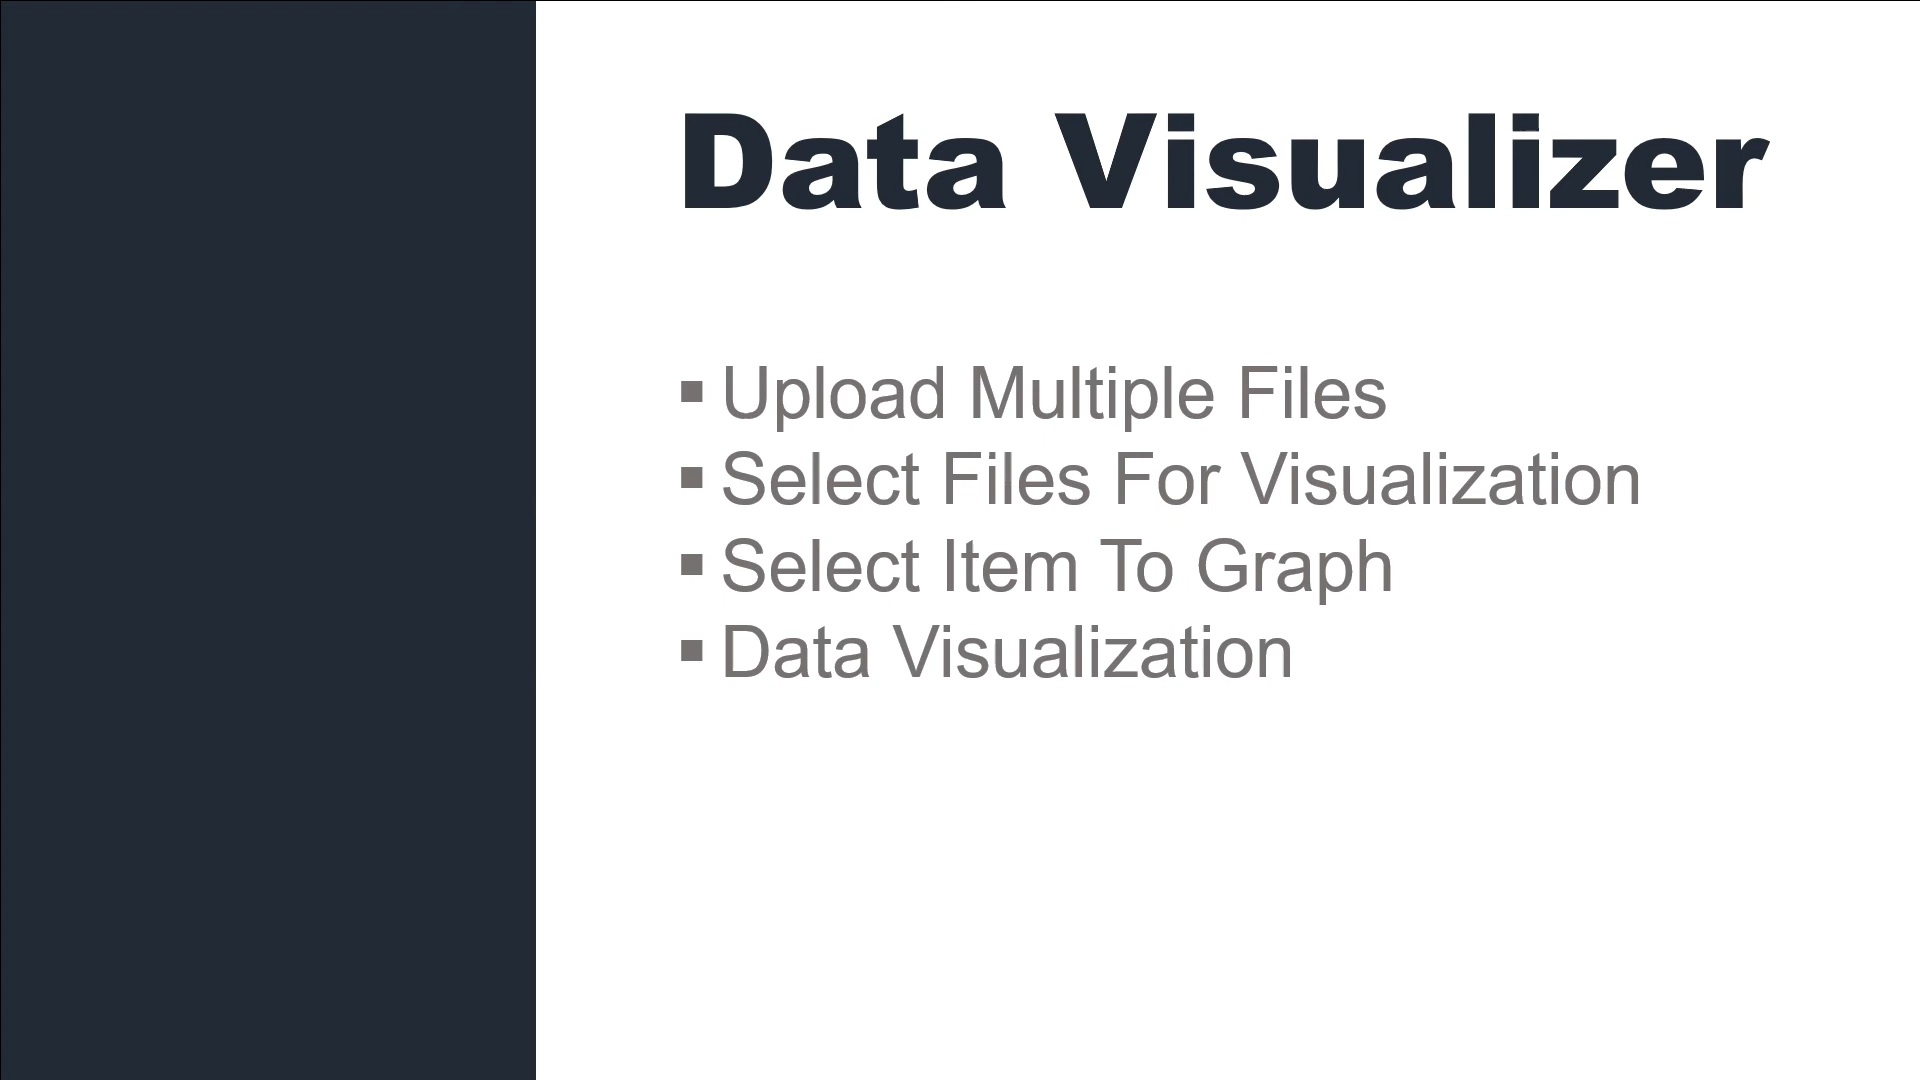 Data Visualizer
▪ Upload Multiple Files
▪ Select Files For Visualization
▪ Select Item To Graph
▪ Data Visualization